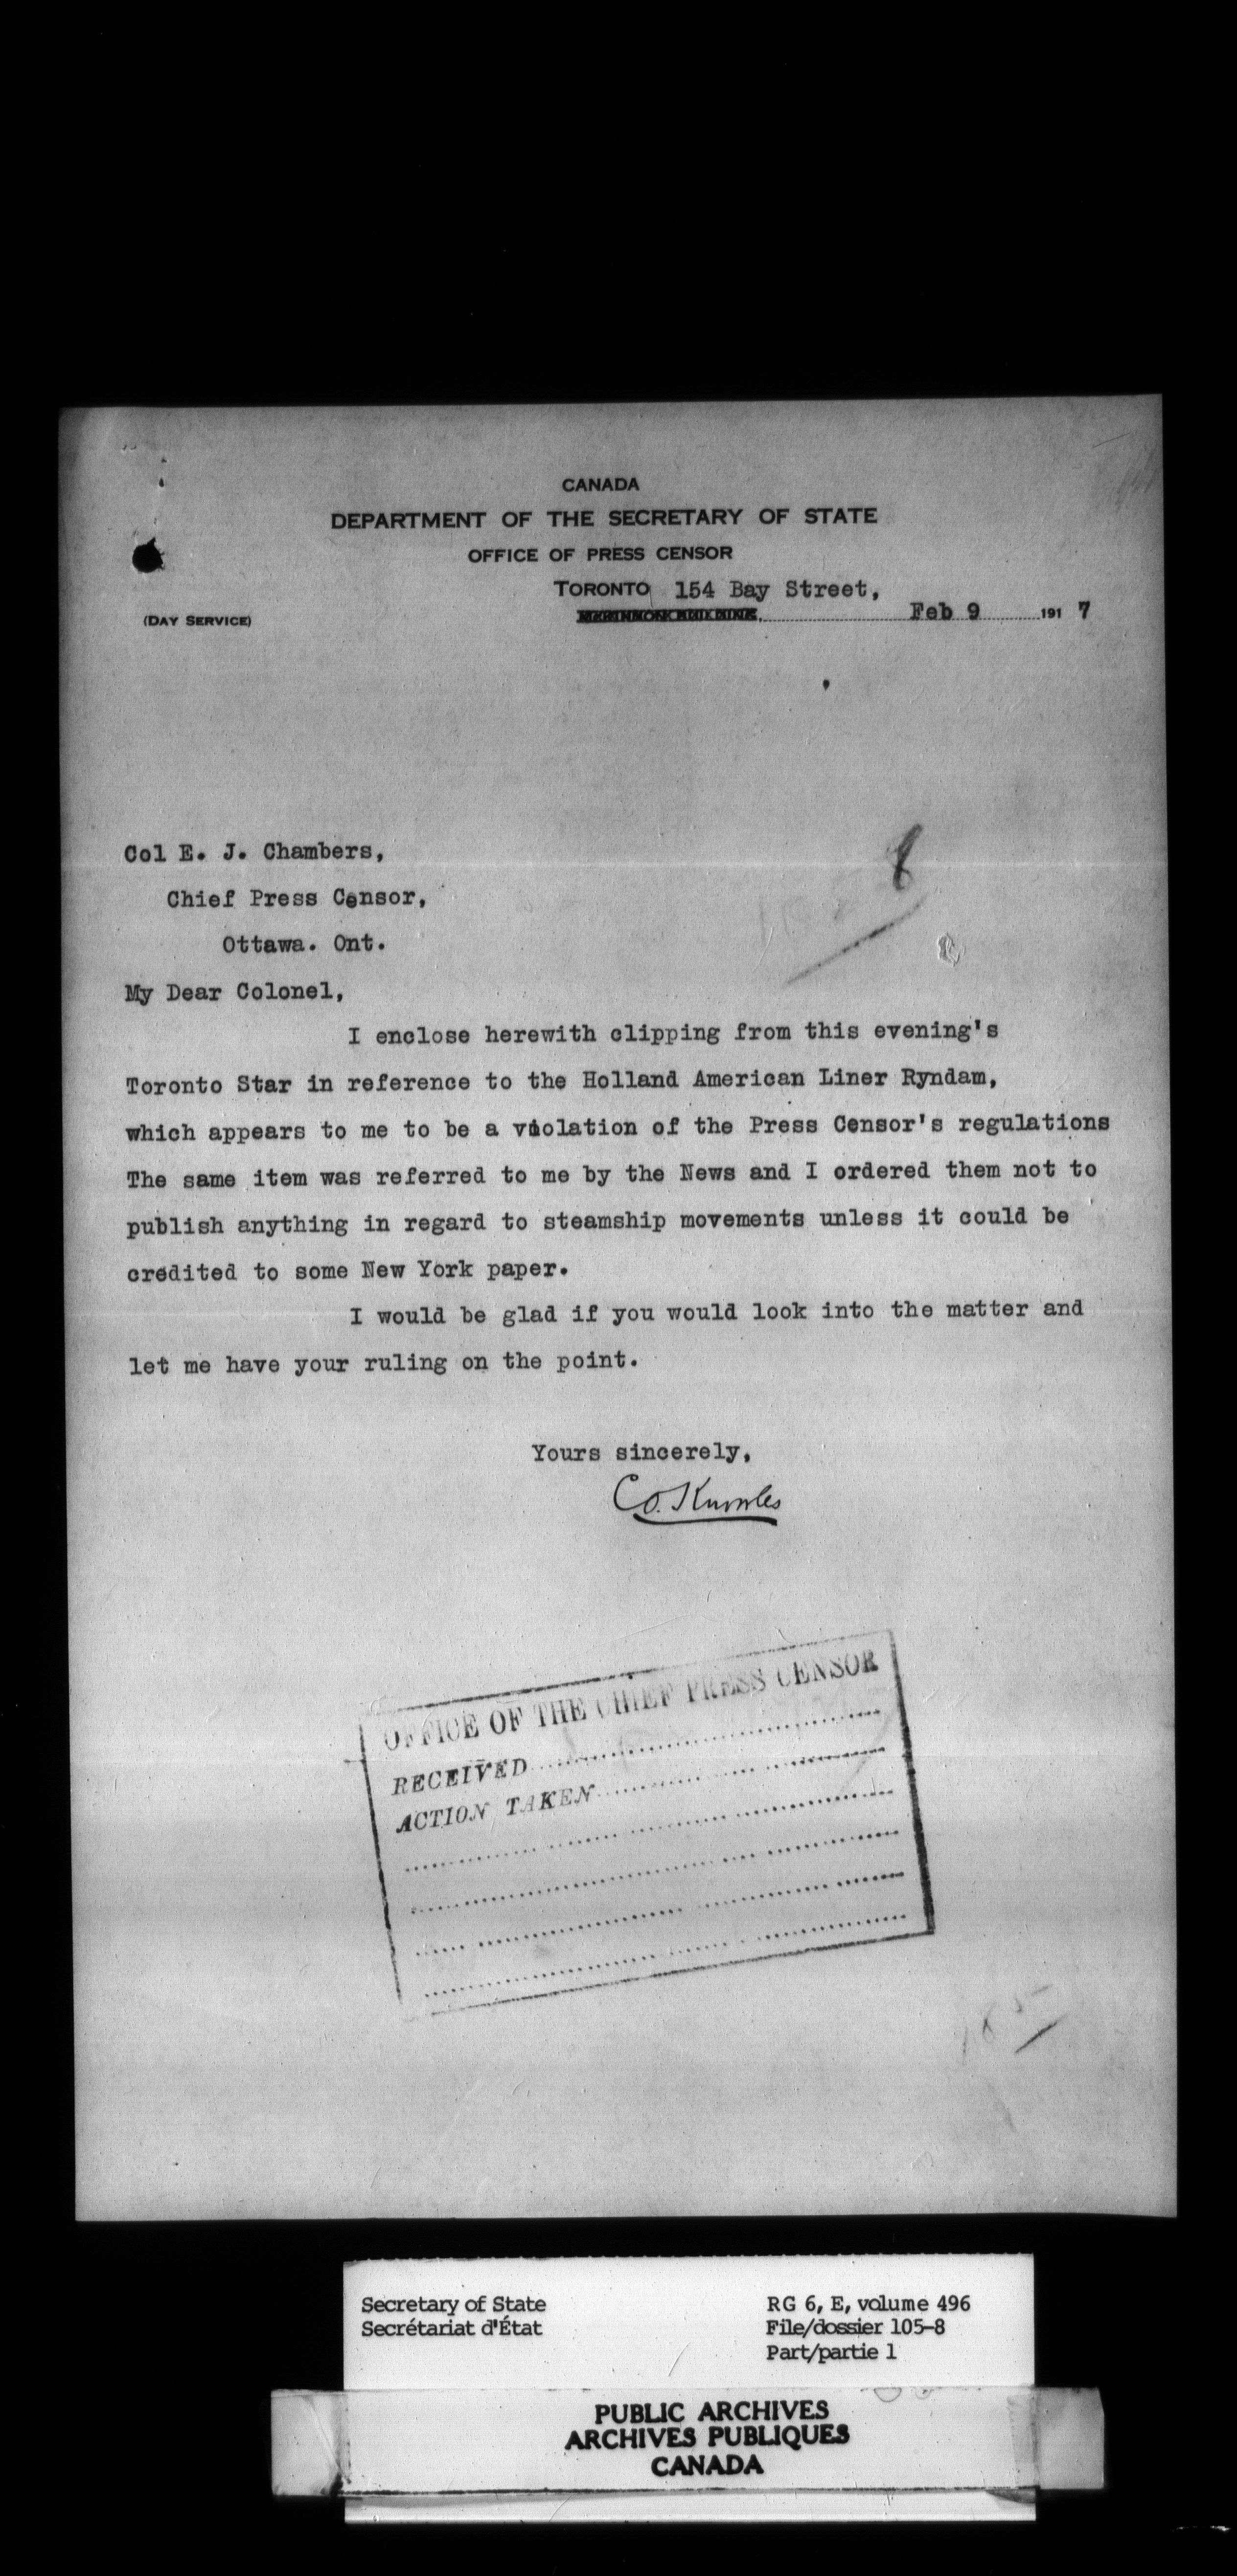 CANADA
DEPARTMENT OF THE SECRETARY OF STATE
OFFICE OF PRESS CENSOR
TORONTO 154 Bay Street,
(DAY SERVICE) Feb 9 1917
Col E. J. Chambers,
Chief Press Censor,
Ottawa. Ont.
My Dear Colonel,
I enclose herewith clipping from this evening's
Toronto Star in reference to the Holland American Liner Ryndam,
which appears to me to be a violation of the Press Censor's regulations
The same item was referred to me by the News and I ordered them not to
publish anything in regard to steamship movements unless it could be
credited to some New York paper.
I would be glad if you would look into the matter and
let me have your ruling on the point.
Yours sincerely,
C.O. Knowles
OFFICE OF THE CHIEF PRESS CENSOR
RECEIVED
ACTION TAKEN
Secretary of State RG 6, E, volume 496
Secrétariat d'État File/dossier 105-8
Part/partie 1
PUBLIC ARCHIVES
ARCHIVES PUBLIQUES
CANADA